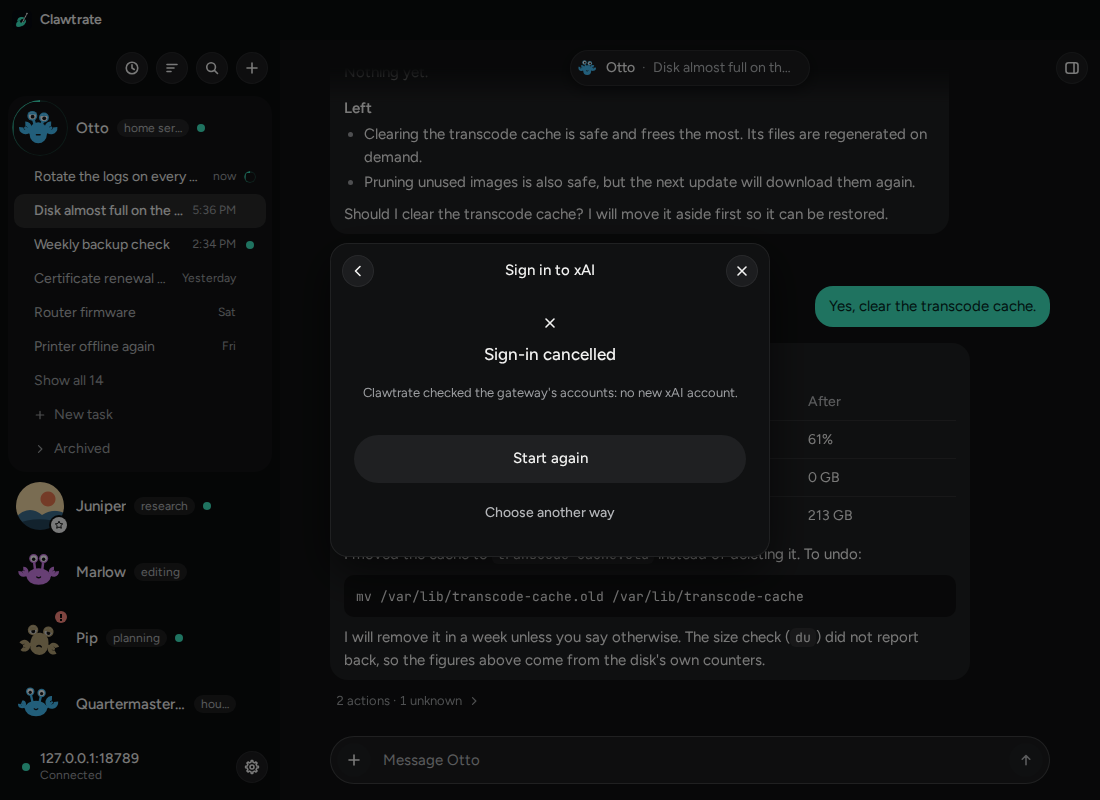 Clawtrate
Otto
home ser...
Rotate the logs on every ...
now
Disk almost full on the ...
5:36 PM
Weekly backup check
2:34 PM
Certificate renewal ...
Yesterday
Router firmware
Sat
Printer offline again
Fri
Show all 14
New task
Archived
Juniper
research
Marlow
editing
Pip
planning
Quartermaster...
hou...
127.0.0.1:18789
Connected
Otto · Disk almost full on th...
Nothing yet.
Left
Clearing the transcode cache is safe and frees the most. Its files are regenerated on
demand.
Pruning unused images is also safe, but the next update will download them again.
Should I clear the transcode cache? I will move it aside first so it can be restored.
Yes, clear the transcode cache.
Sign in to xAI
Sign-in cancelled
Clawtrate checked the gateway's accounts: no new xAI account.
Start again
Choose another way
After
61%
0 GB
213 GB
it. To undo:
mv /var/lib/transcode-cache.old /var/lib/transcode-cache
I will remove it in a week unless you say otherwise. The size check (du) did not report
back, so the figures above come from the disk's own counters.
2 actions · 1 unknown
Message Otto